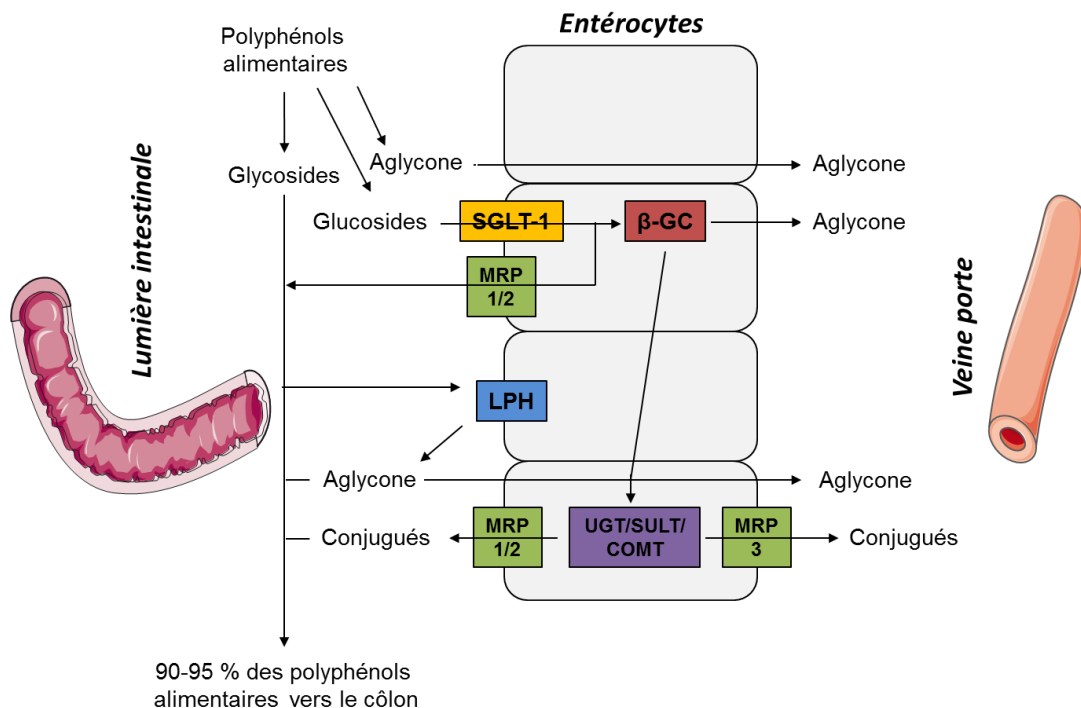 Entérocytes
Polyphénols
alimentaires
Lumière intestinale
Veine porte
Aglycone
Aglycone
Glycosides
Glucosides
SGLT-1
β-GC
Aglycone
MRP
1/2
LPH
Aglycone
Aglycone
Conjugués
MRP
1/2
UGT/SULT/
COMT
MRP
3
Conjugués
90-95 % des polyphénols
alimentaires vers le côlon